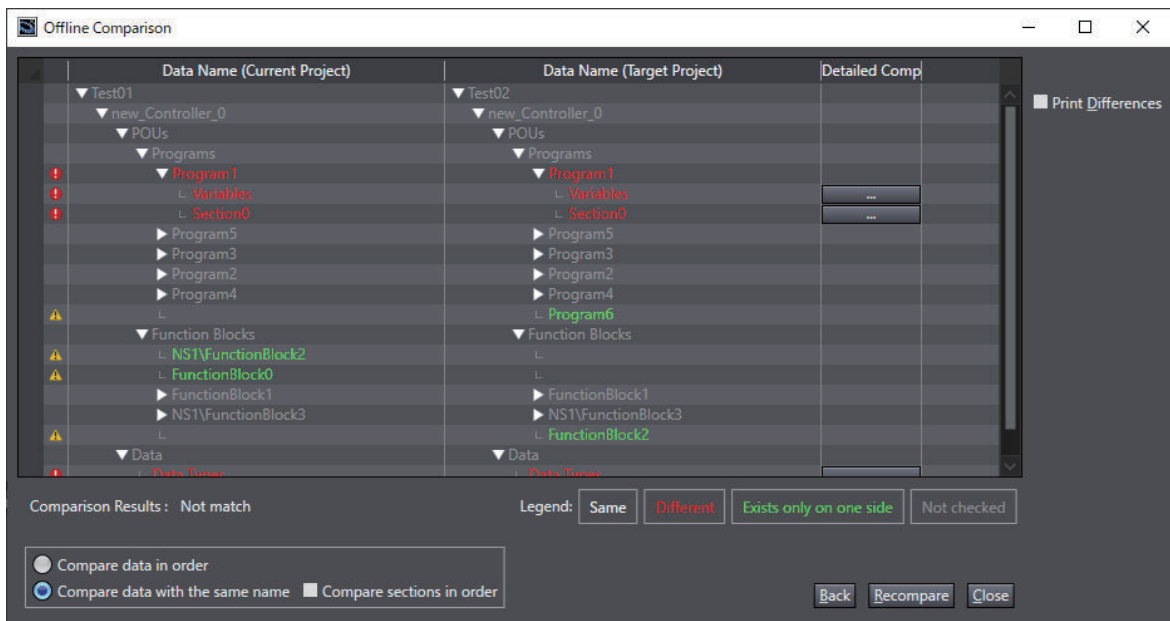 Offline Comparison
Data Name (Current Project) Data Name (Target Project) Detailed Comp
Test01 Test02
new_Controller_0 new_Controller_0
Print Differences
POUs POUs
Programs Programs
Program1 Program1
Variables Variables ...
Section0 Section0 ...
Program5 Program5
Program3 Program3
Program2 Program2
Program4 Program4
Program6
Function Blocks Function Blocks
NS1\FunctionBlock2
FunctionBlock0
FunctionBlock1 FunctionBlock1
NS1\FunctionBlock3 NS1\FunctionBlock3
FunctionBlock2
Data Data
Data Types Data Types
Comparison Results : Not match Legend: Same Different Exists only on one side Not checked
Compare data in order
Compare data with the same name Compare sections in order Back Recompare Close